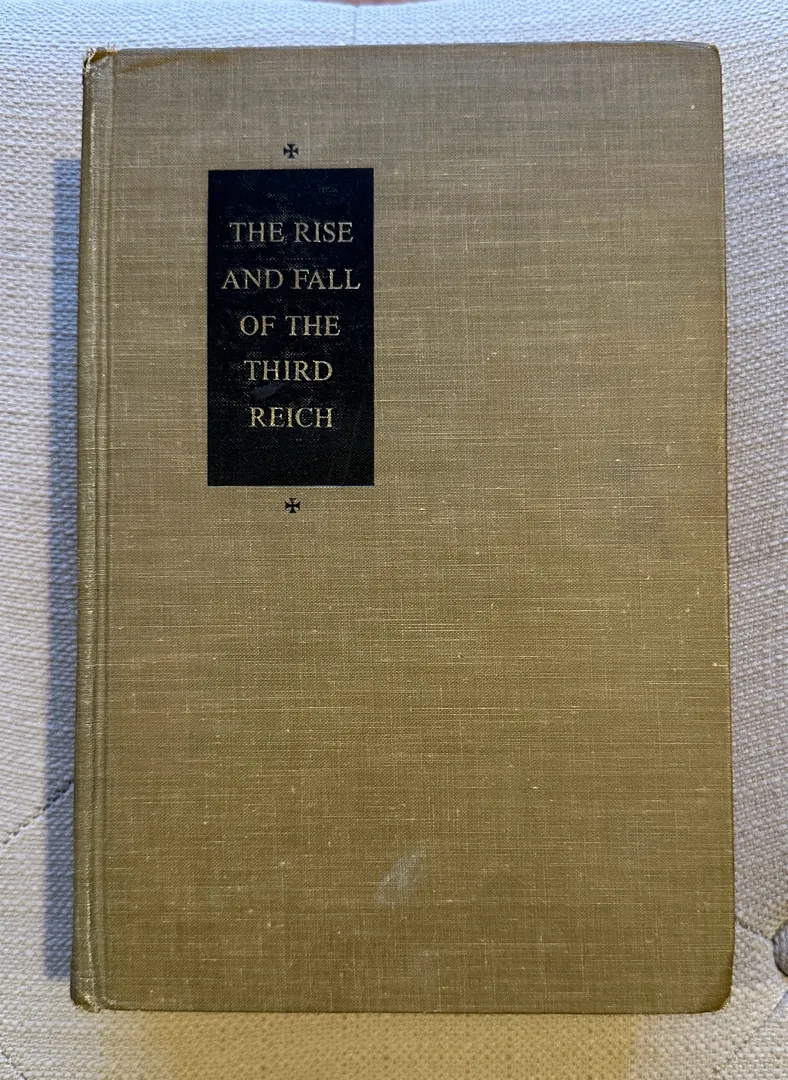 THE RISE
AND FALL
OF THE
THIRD
REICH